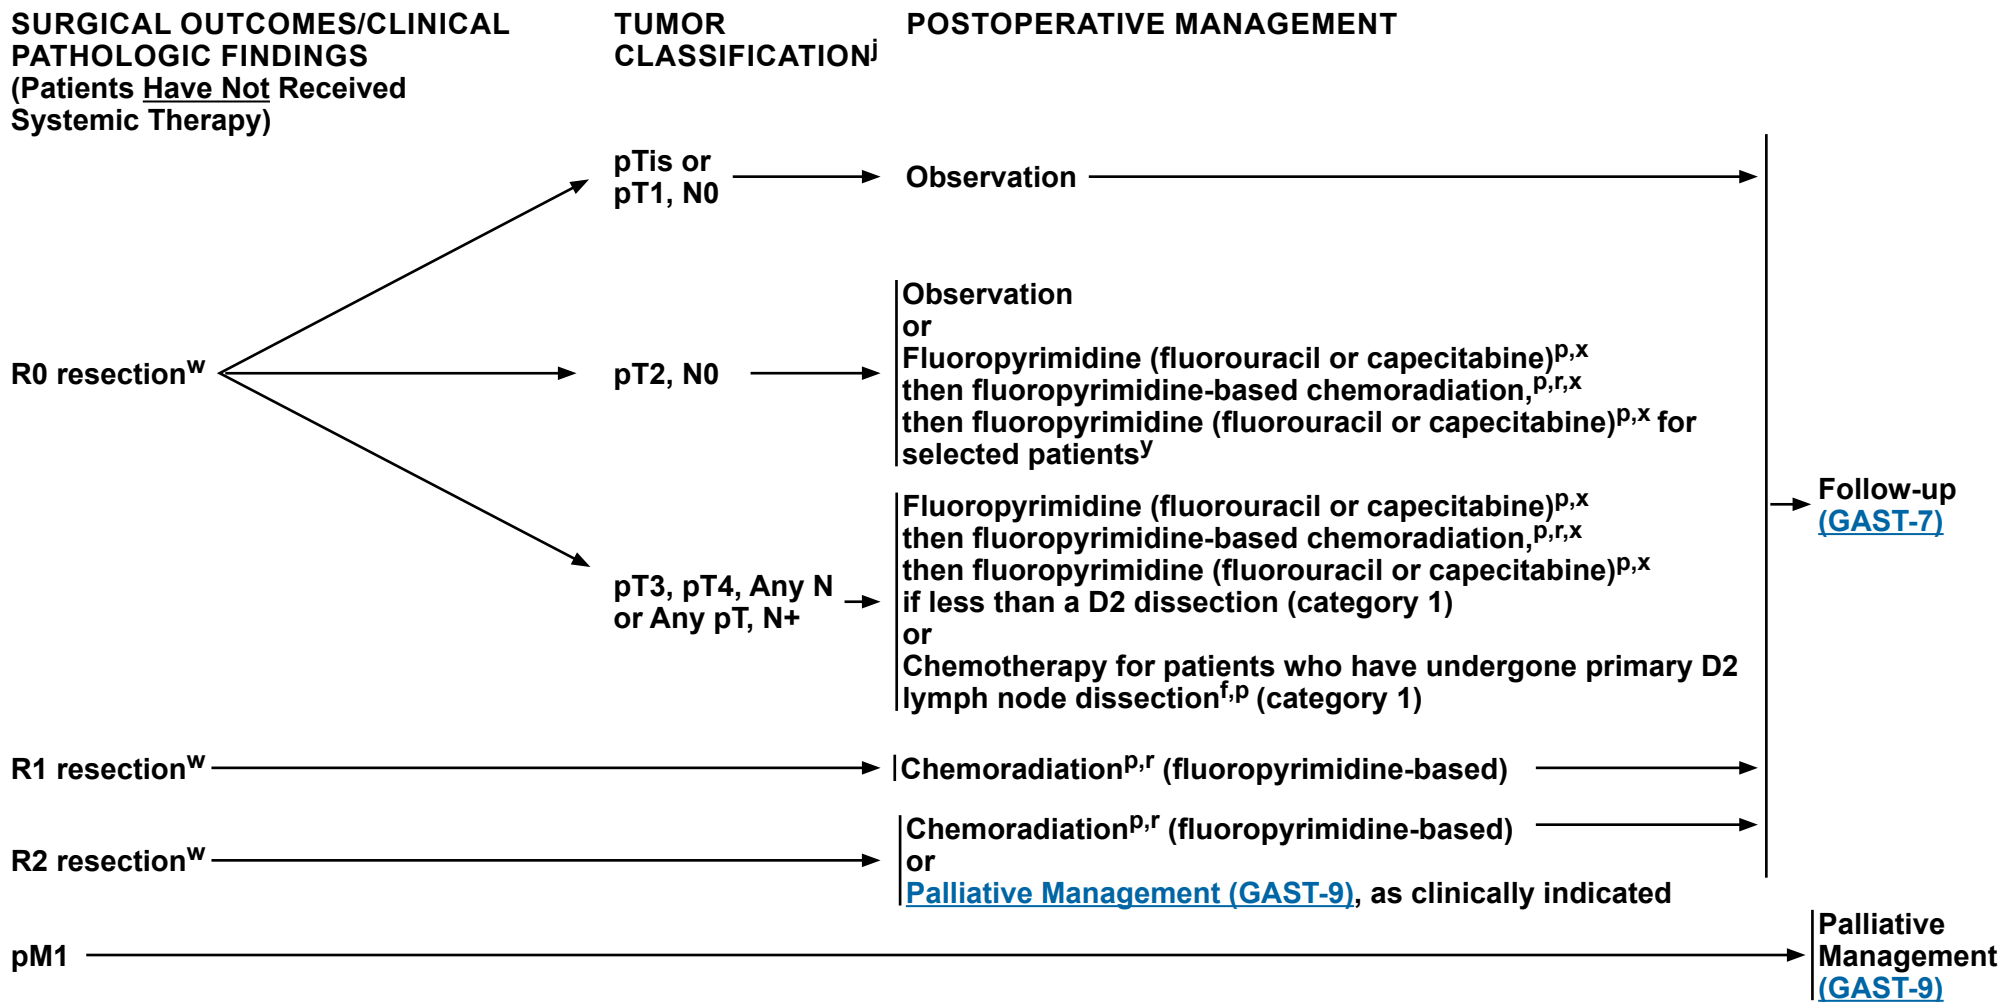 SURGICAL OUTCOMES/CLINICAL
PATHOLOGIC FINDINGS
(Patients Have Not Received
Systemic Therapy)
TUMOR
CLASSIFICATIONj
POSTOPERATIVE MANAGEMENT
R0 resectionw
pTis or
pT1, N0
Observation
pT2, N0
Observation
or
Fluoropyrimidine (fluorouracil or capecitabine)p,x
then fluoropyrimidine-based chemoradiation,p,r,x
then fluoropyrimidine (fluorouracil or capecitabine)p,x for
selected patientsy
pT3, pT4, Any N
or Any pT, N+
Fluoropyrimidine (fluorouracil or capecitabine)p,x
then fluoropyrimidine-based chemoradiation,p,r,x
then fluoropyrimidine (fluorouracil or capecitabine)p,x
if less than a D2 dissection (category 1)
or
Chemotherapy for patients who have undergone primary D2
lymph node dissectionf,p (category 1)
R1 resectionw
Chemoradiationp,r (fluoropyrimidine-based)
R2 resectionw
Chemoradiationp,r (fluoropyrimidine-based)
or
Palliative Management (GAST-9), as clinically indicated
Follow-up
(GAST-7)
pM1
Palliative
Management
(GAST-9)